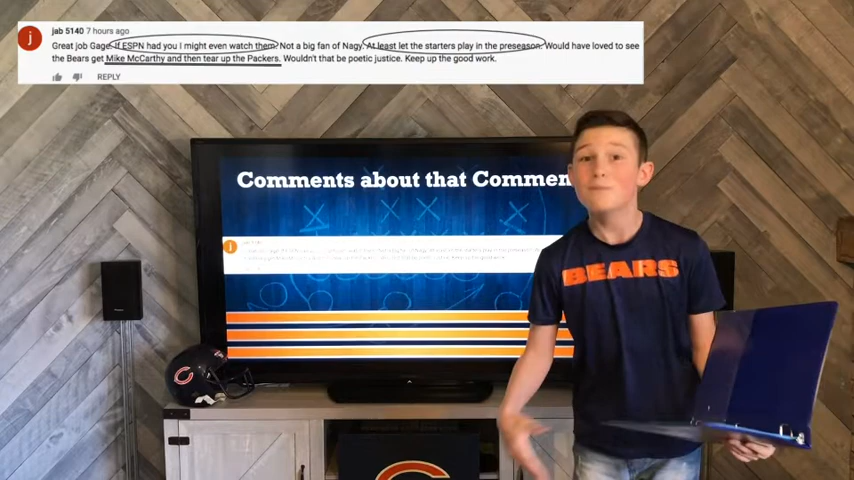 jab 5140 7 hours ago
Great job Gage. If ESPN had you I might even watch them. Not a big fan of Nagy. At least let the starters play in the preseason. Would have loved to see
the Bears get Mike McCarthy and then tear up the Packers. Wouldn't that be poetic justice. Keep up the good work.
REPLY
Comments about that Commen
BEARS